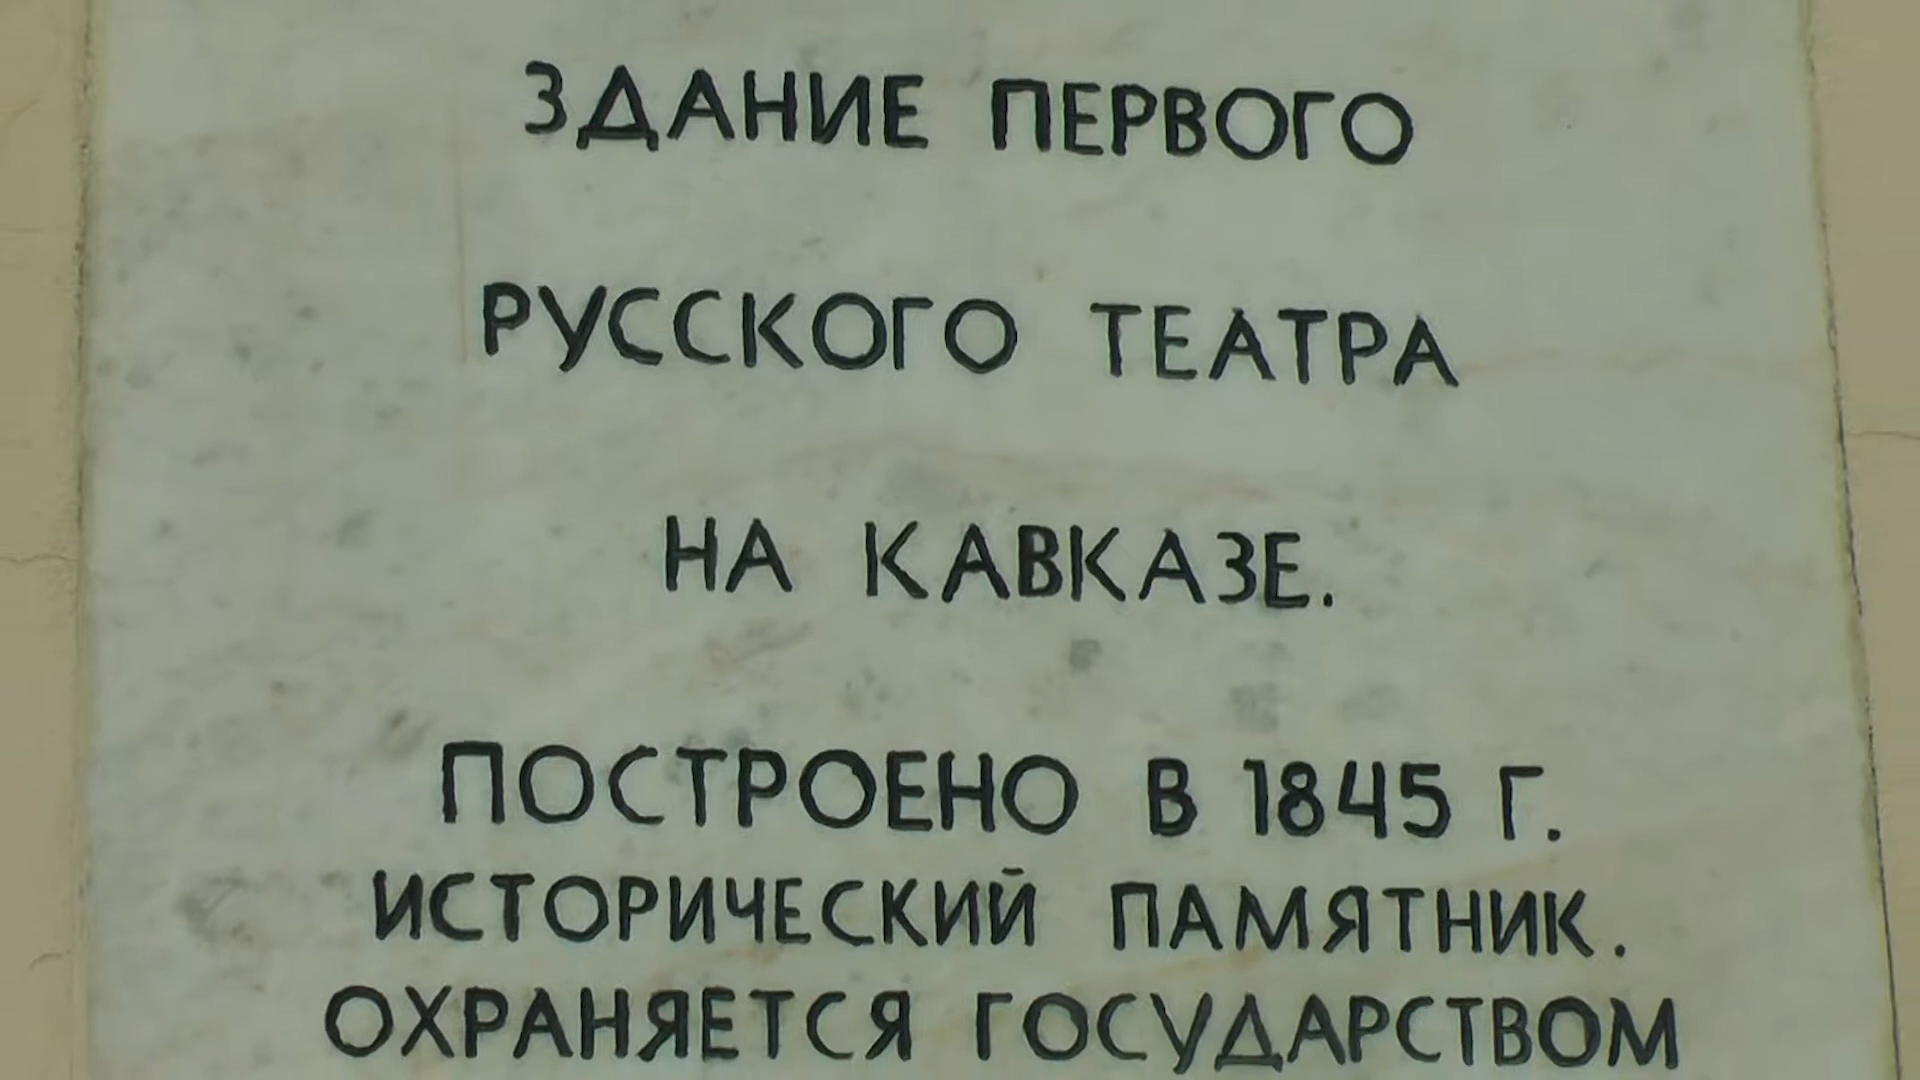 ЗДАНИЕ ПЕРВОГО
РУССКОГО ТЕАТРА
НА КАВКАЗЕ.
ПОСТРОЕНО В 1845 Г.
ИСТОРИЧЕСКИЙ ПАМЯТНИК.
ОХРАНЯЕТСЯ ГОСУДАРСТВОМ